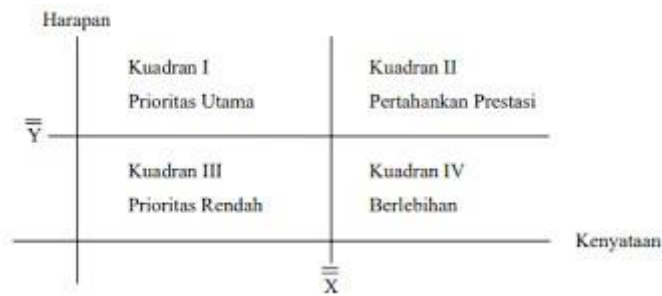 Harapan
Kuadran I
Prioritas Utama
Kuadran II
Pertahankan Prestasi
Y
Kuadran III
Prioritas Rendah
Kuadran IV
Berlebihan
Kenyataan
X